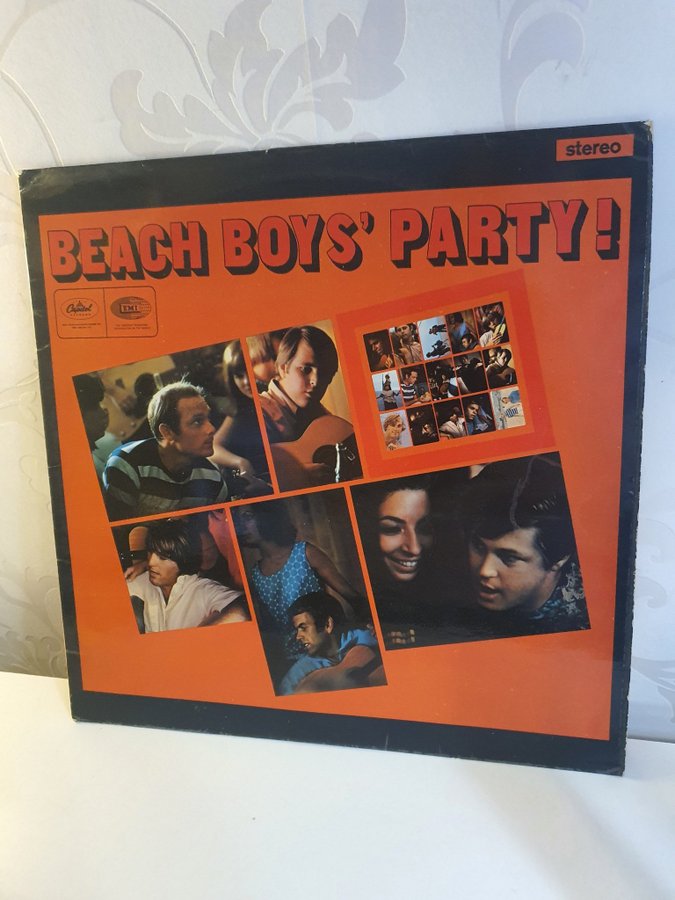 stereo
BEACH BOYS' PARTY!
Capitol
EMI